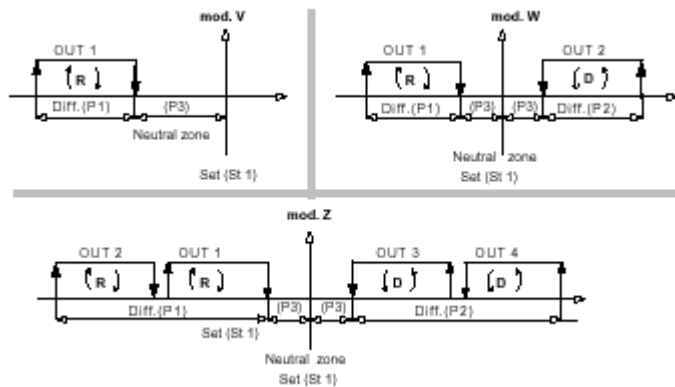 mod. V
OUT 1
(R)
Diff.(P1)
(P3)
Neutral zone
Set (St 1)
mod. W
OUT 1
OUT 2
(R)
(D)
Diff.(P1)
(P3)
(P3)
Diff.(P2)
Neutral zone
Set (St 1)
mod. Z
OUT 2
OUT 1
OUT 3
OUT 4
(R)
(R)
(D)
(D)
(P3)
(P3)
Diff.(P1)
Diff.(P2)
Set (St 1)
Neutral zone
Set (St 1)